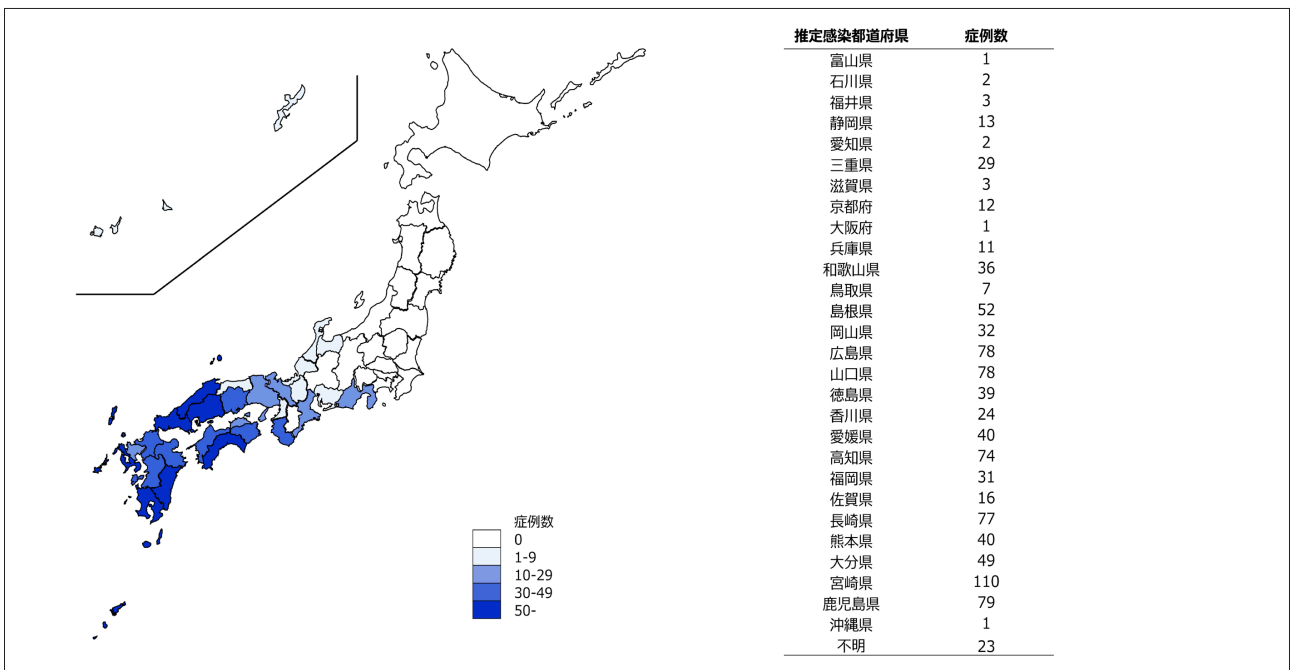 推定感染都道府県 症例数
富山県 1
石川県 2
福井県 3
静岡県 13
愛知県 2
三重県 29
滋賀県 3
京都府 12
大阪府 1
兵庫県 11
和歌山県 36
鳥取県 7
島根県 52
岡山県 32
広島県 78
山口県 78
徳島県 39
香川県 24
愛媛県 40
高知県 74
福岡県 31
佐賀県 16
長崎県 77
熊本県 40
大分県 49
宮崎県 110
鹿児島県 79
沖縄県 1
不明 23
症例数
0
1-9
10-29
30-49
50-